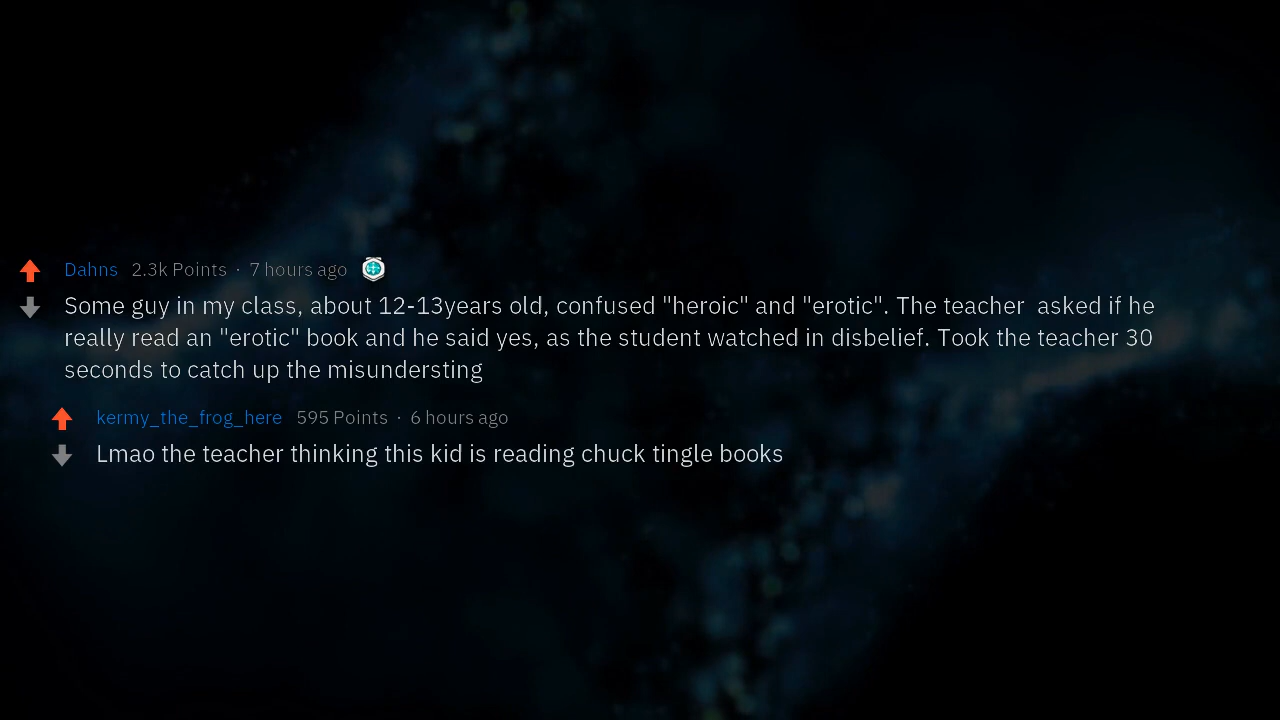 Dahns 2.3k Points · 7 hours ago
Some guy in my class, about 12-13years old, confused "heroic" and "erotic". The teacher  asked if he
really read an "erotic" book and he said yes, as the student watched in disbelief. Took the teacher 30
seconds to catch up the misundersting
kermy_the_frog_here 595 Points · 6 hours ago
Lmao the teacher thinking this kid is reading chuck tingle books